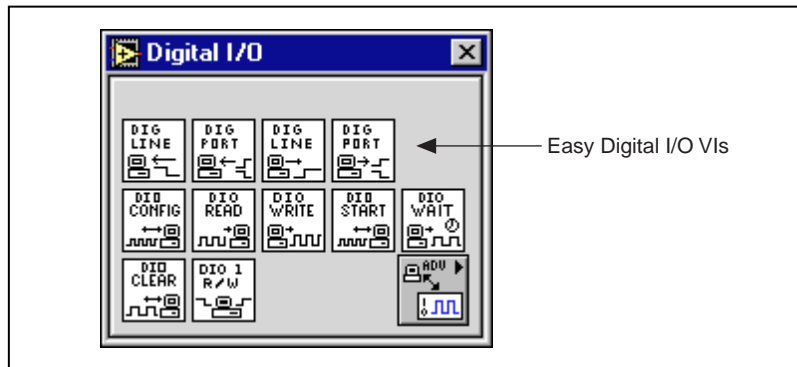 Digital I/O
DIG LINE
DIG PORT
DIG LINE
DIG PORT
Easy Digital I/O VIs
DIO CONFIG
DIO READ
DIO WRITE
DIO START
DIO WAIT
DIO CLEAR
DIO 1 R/W
ADV